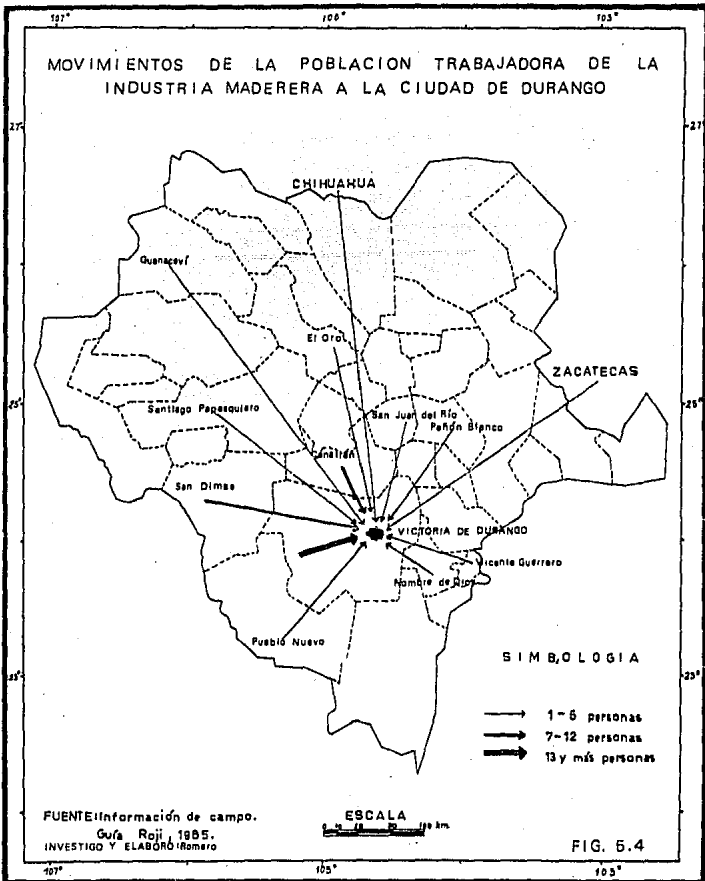 107°
106°
103°
MOVIMIENTOS DE LA POBLACION TRABAJADORA DE LA
INDUSTRIA MADERERA A LA CIUDAD DE DURANGO
27°
27°
CHIHUAHUA
Guanaceví
El Oro
ZACATECAS
25°
25°
Santiago Papasquiaro
San Juan del Río
Peñón Blanco
Canatlán
San Dimas
VICTORIA DE DURANGO
Vicente Guerrero
Nombre de Dios
Pueblo Nuevo
SIMBOLOGIA
23°
23°
1-6 personas
7-12 personas
13 y más personas
FUENTE: Información de campo.
Guía Roji, 1985.
INVESTIGO Y ELABORO: Romero
ESCALA
km.
FIG. 5.4
107°
105°
103°